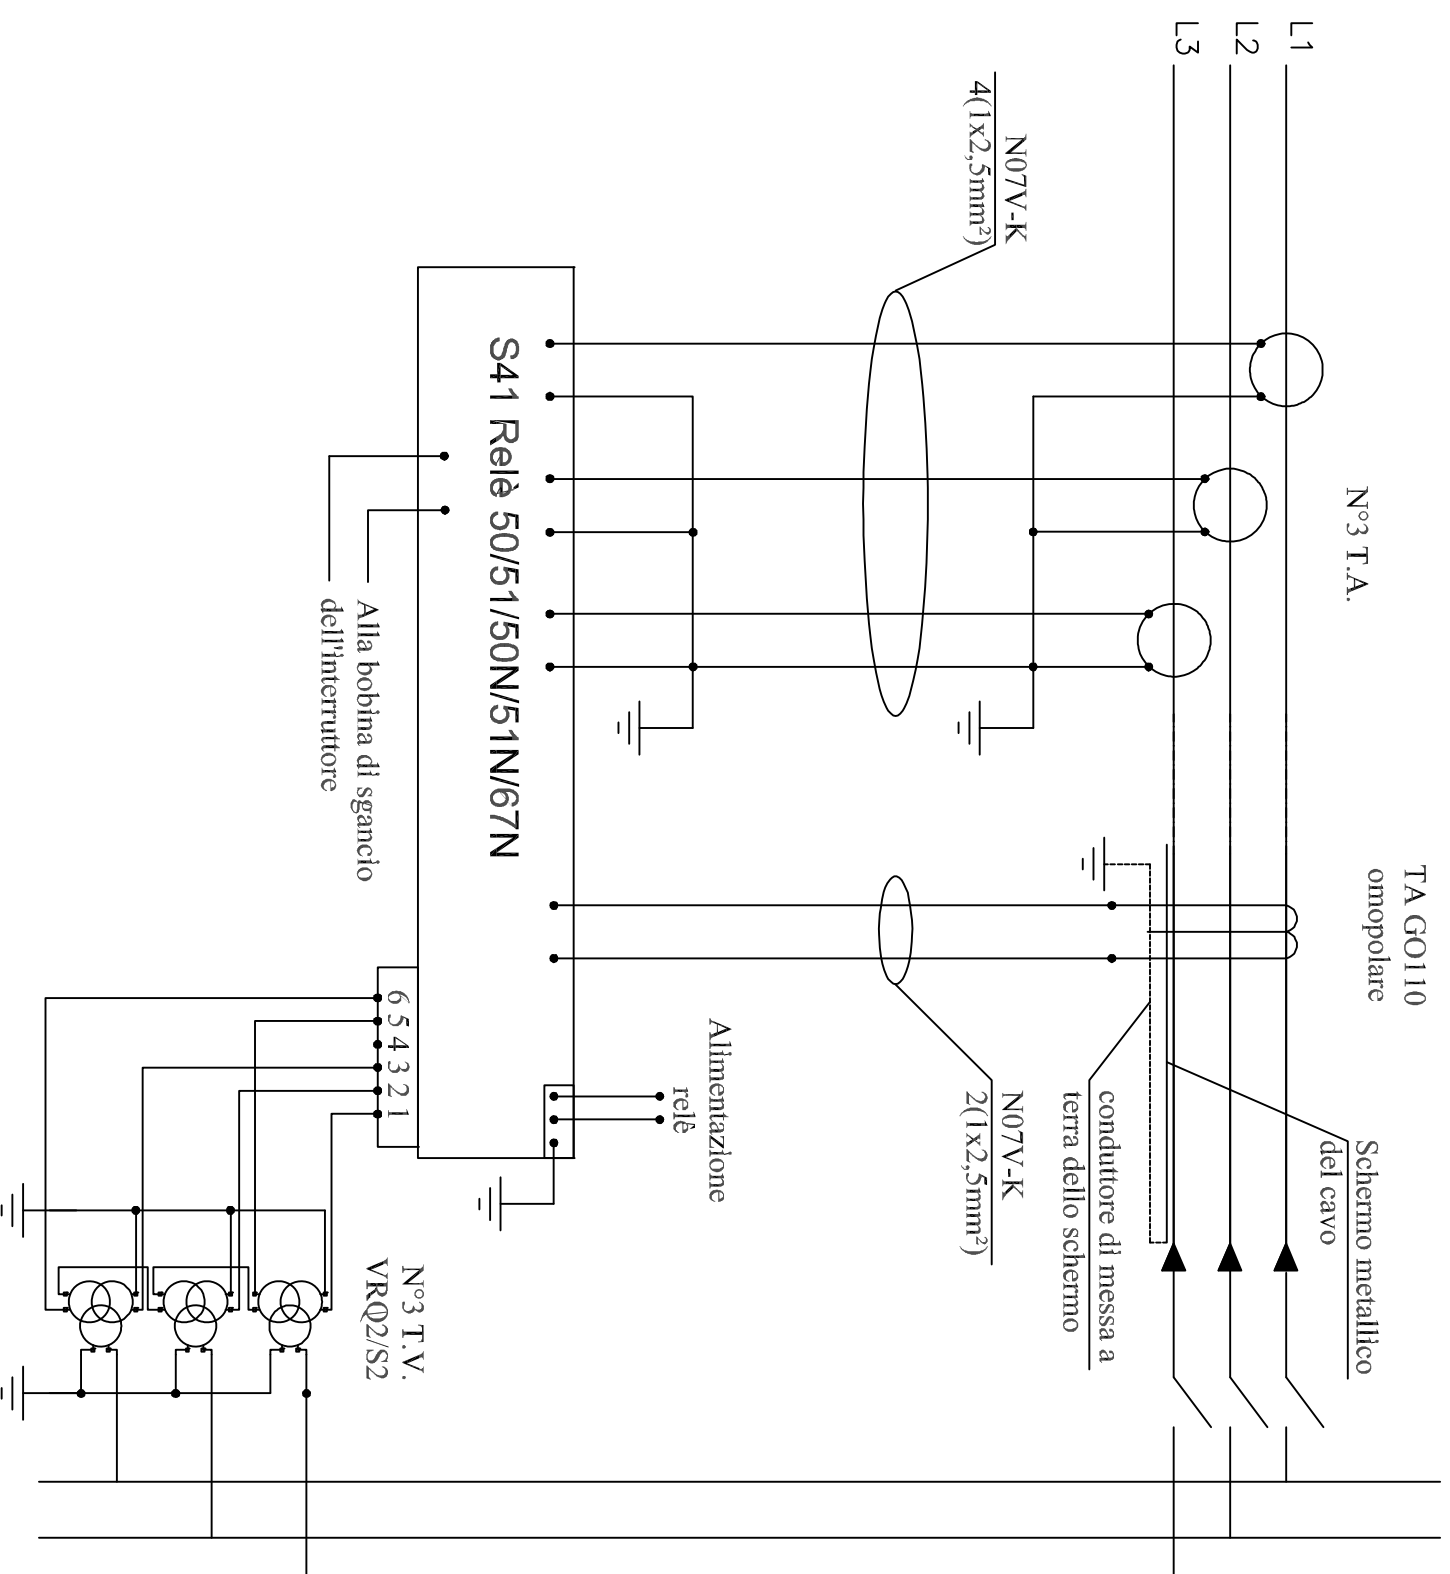 L1
L2
L3
N°3 T.A.
TA GO110
omopolare
Schermo metallico
del cavo
N07V-K
4(1x2,5mm²)
conduttore di messa a
terra dello schermo
N07V-K
2(1x2,5mm²)
Alimentazione
relè
S41 Relè 50/51/50N/51N/67N
6 5 4 3 2 1
Alla bobina di sgancio
dell'interruttore
N°3 T.V.
VRQ2/S2